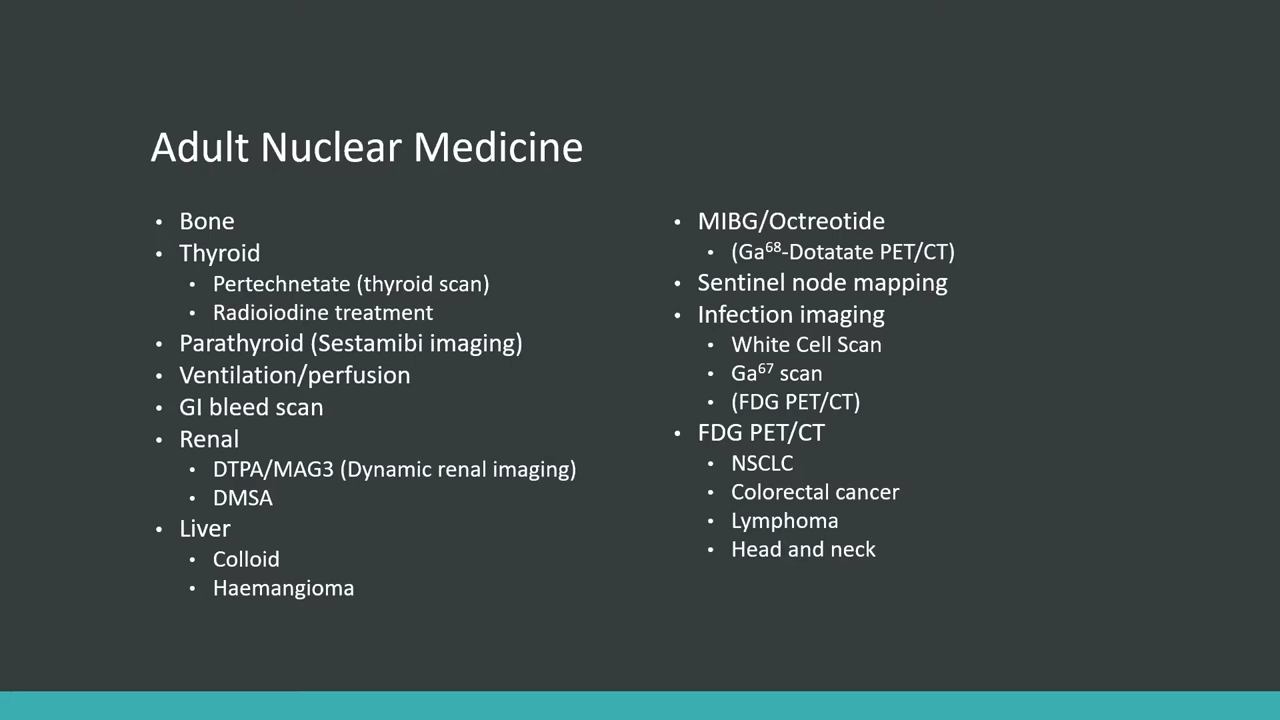 Adult Nuclear Medicine
• Bone
• Thyroid
• Pertechnetate (thyroid scan)
• Radioiodine treatment
• Parathyroid (Sestamibi imaging)
• Ventilation/perfusion
• GI bleed scan
• Renal
• DTPA/MAG3 (Dynamic renal imaging)
• DMSA
• Liver
• Colloid
• Haemangioma
• MIBG/Octreotide
• (Ga⁶⁸-Dotatate PET/CT)
• Sentinel node mapping
• Infection imaging
• White Cell Scan
• Ga⁶⁷ scan
• (FDG PET/CT)
• FDG PET/CT
• NSCLC
• Colorectal cancer
• Lymphoma
• Head and neck